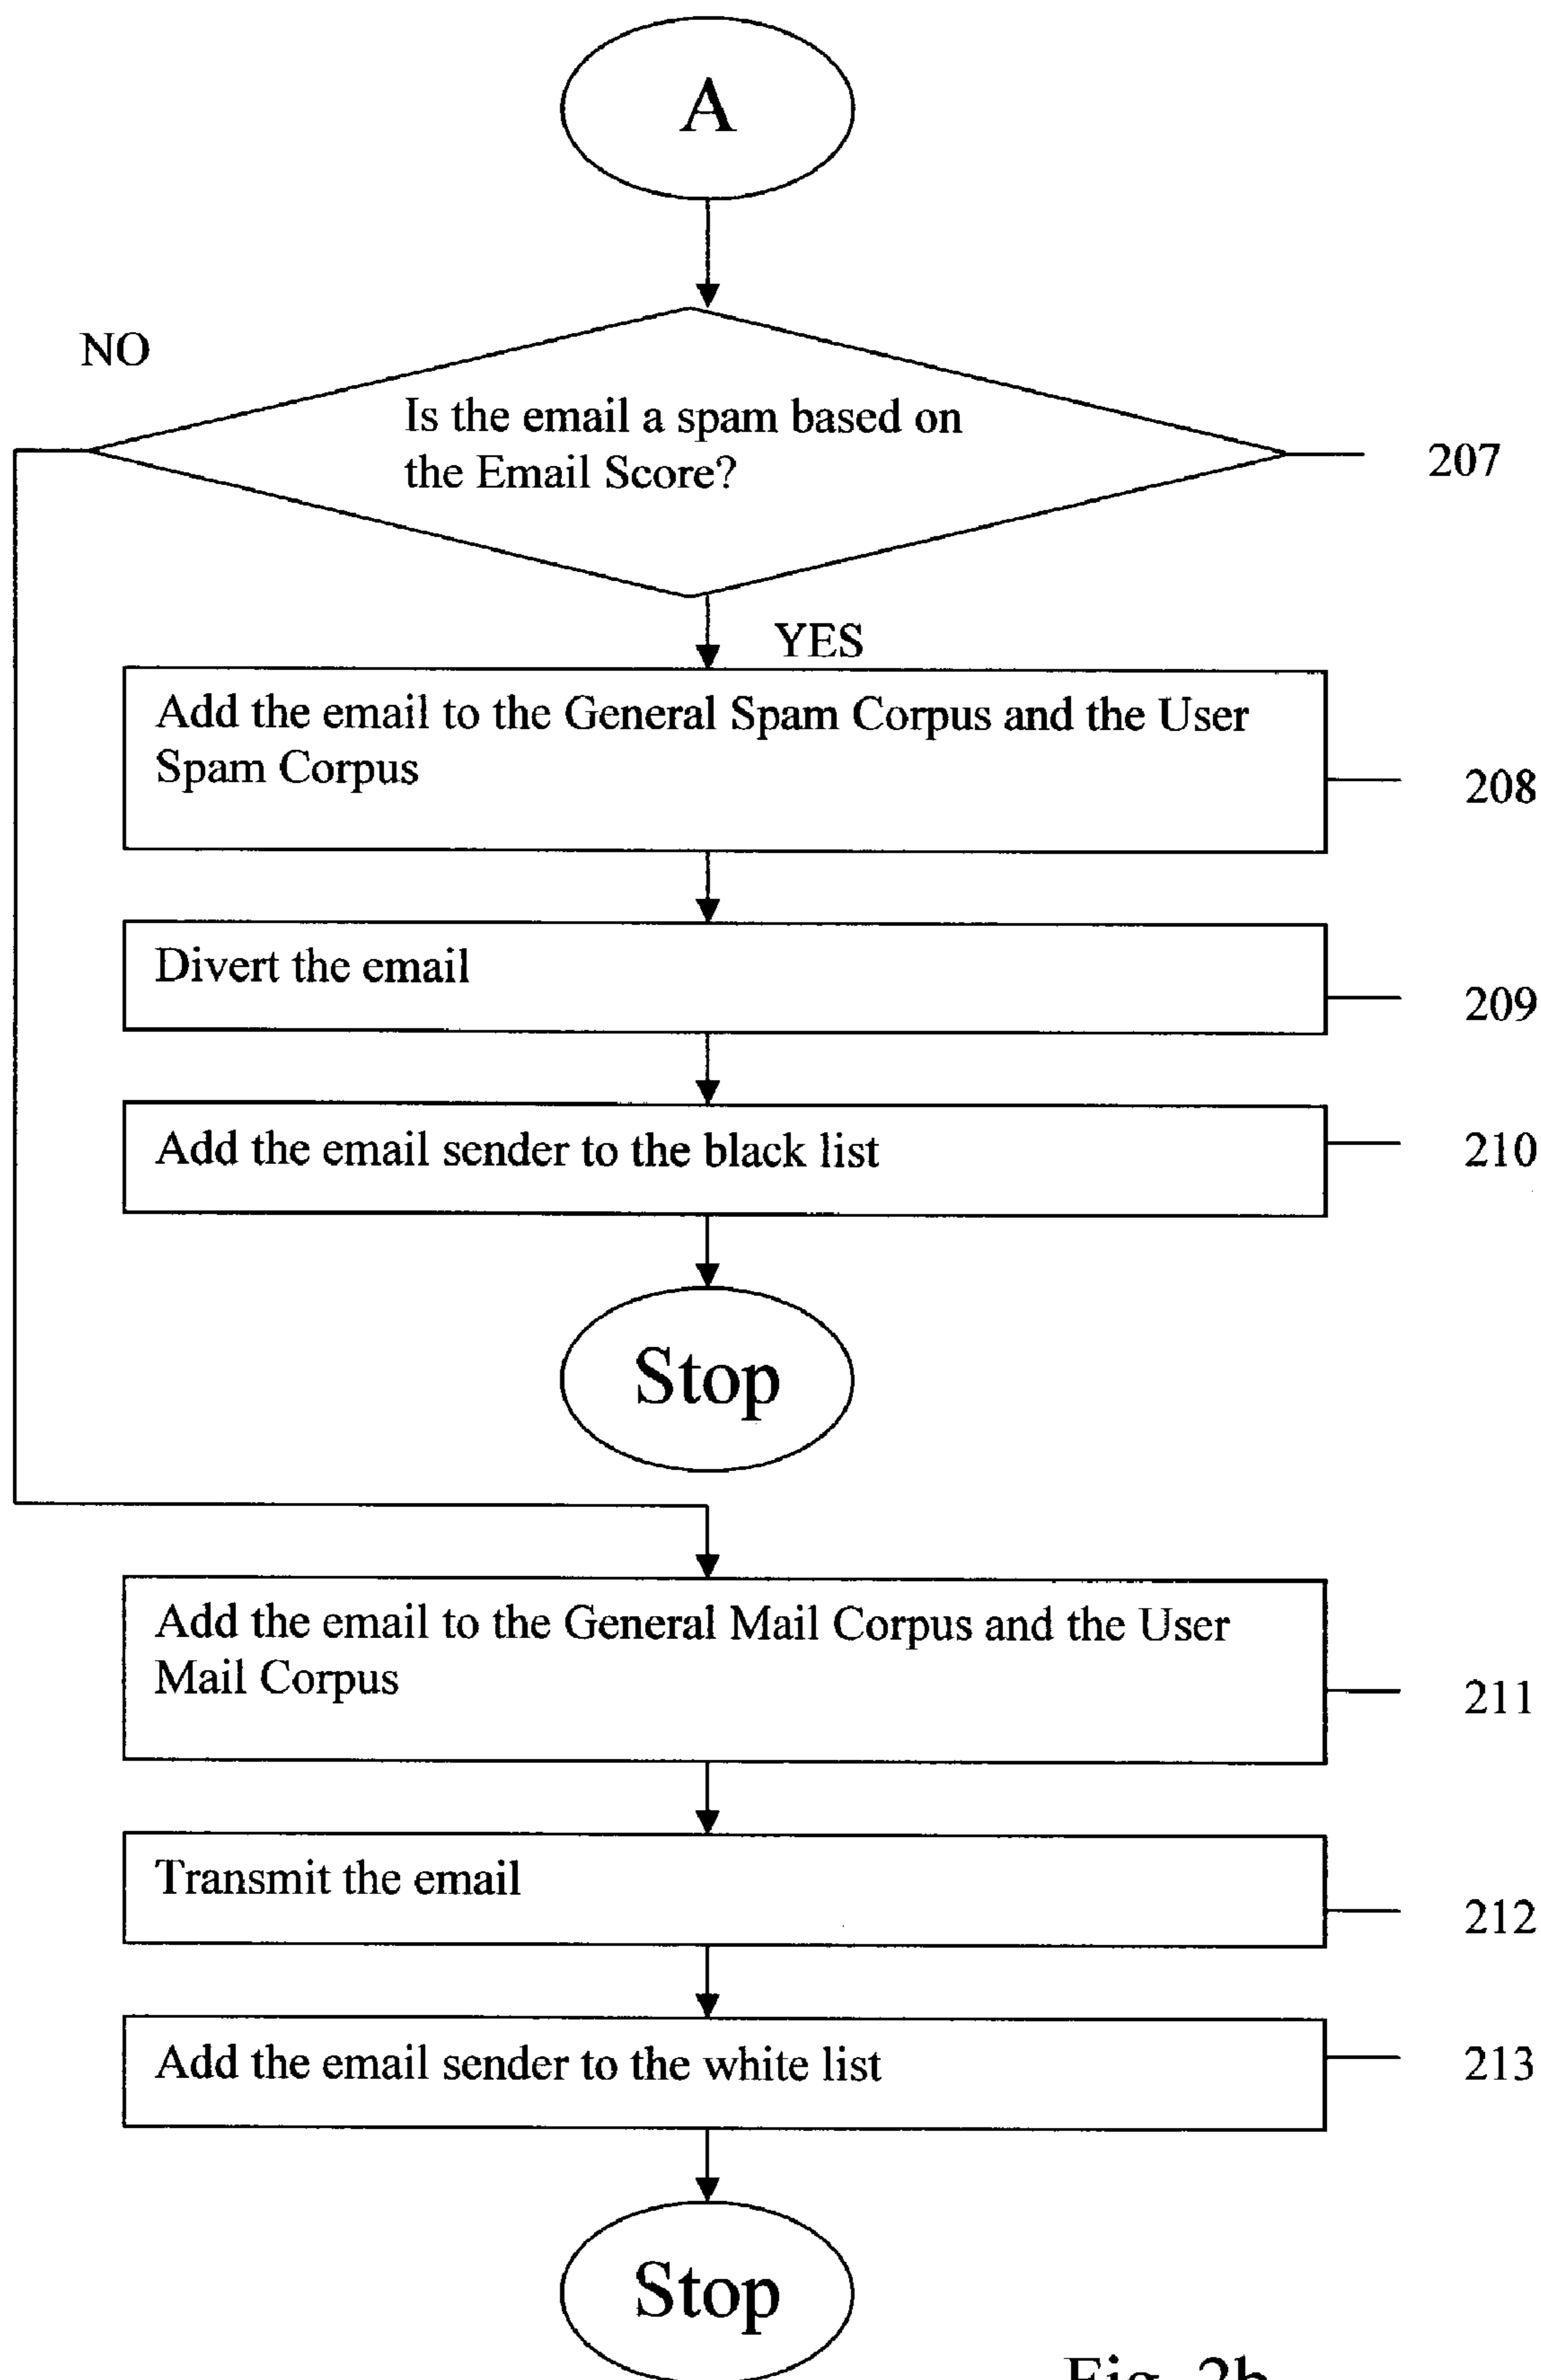 A
NO
Is the email a spam based on
the Email Score?
207
YES
Add the email to the General Spam Corpus and the User
Spam Corpus
208
Divert the email
209
Add the email sender to the black list
210
Stop
Add the email to the General Mail Corpus and the User
Mail Corpus
211
Transmit the email
212
Add the email sender to the white list
213
Stop
Fig. 2b